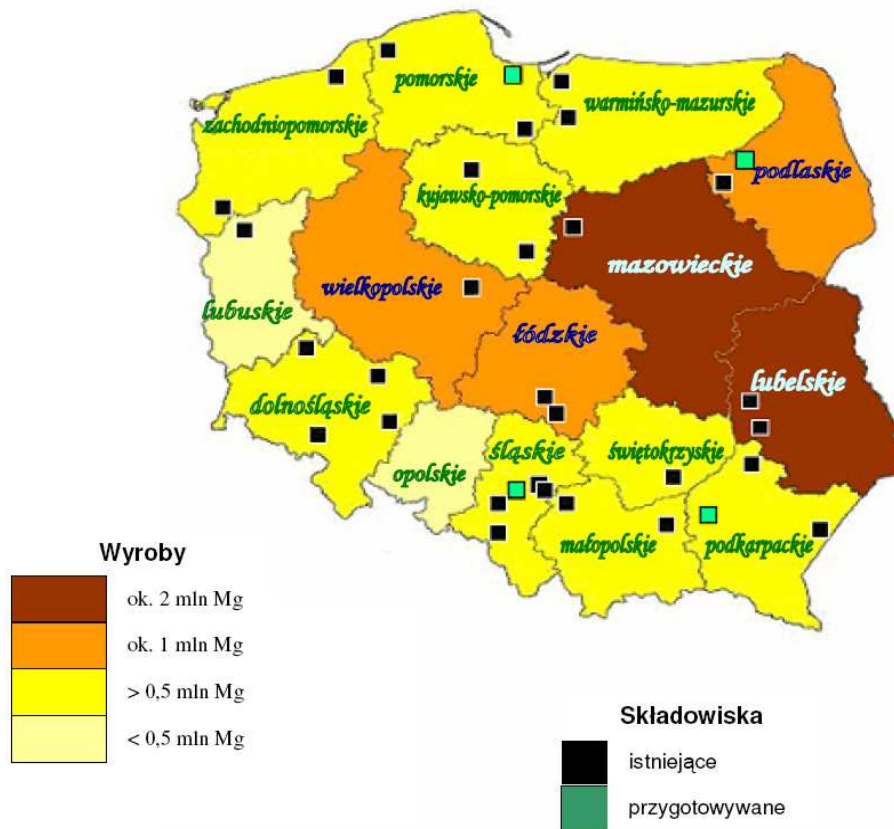 pomorskie
warmińsko-mazurskie
zachodniopomorskie
podlaskie
kujawsko-pomorskie
mazowieckie
wielkopolskie
lubuskie
łódzkie
lubelskie
dolnośląskie
śląskie
świętokrzyskie
opolskie
małopolskie
podkarpackie
Wyroby
ok. 2 mln Mg
ok. 1 mln Mg
> 0,5 mln Mg
< 0,5 mln Mg
Składowiska
istniejące
przygotowywane